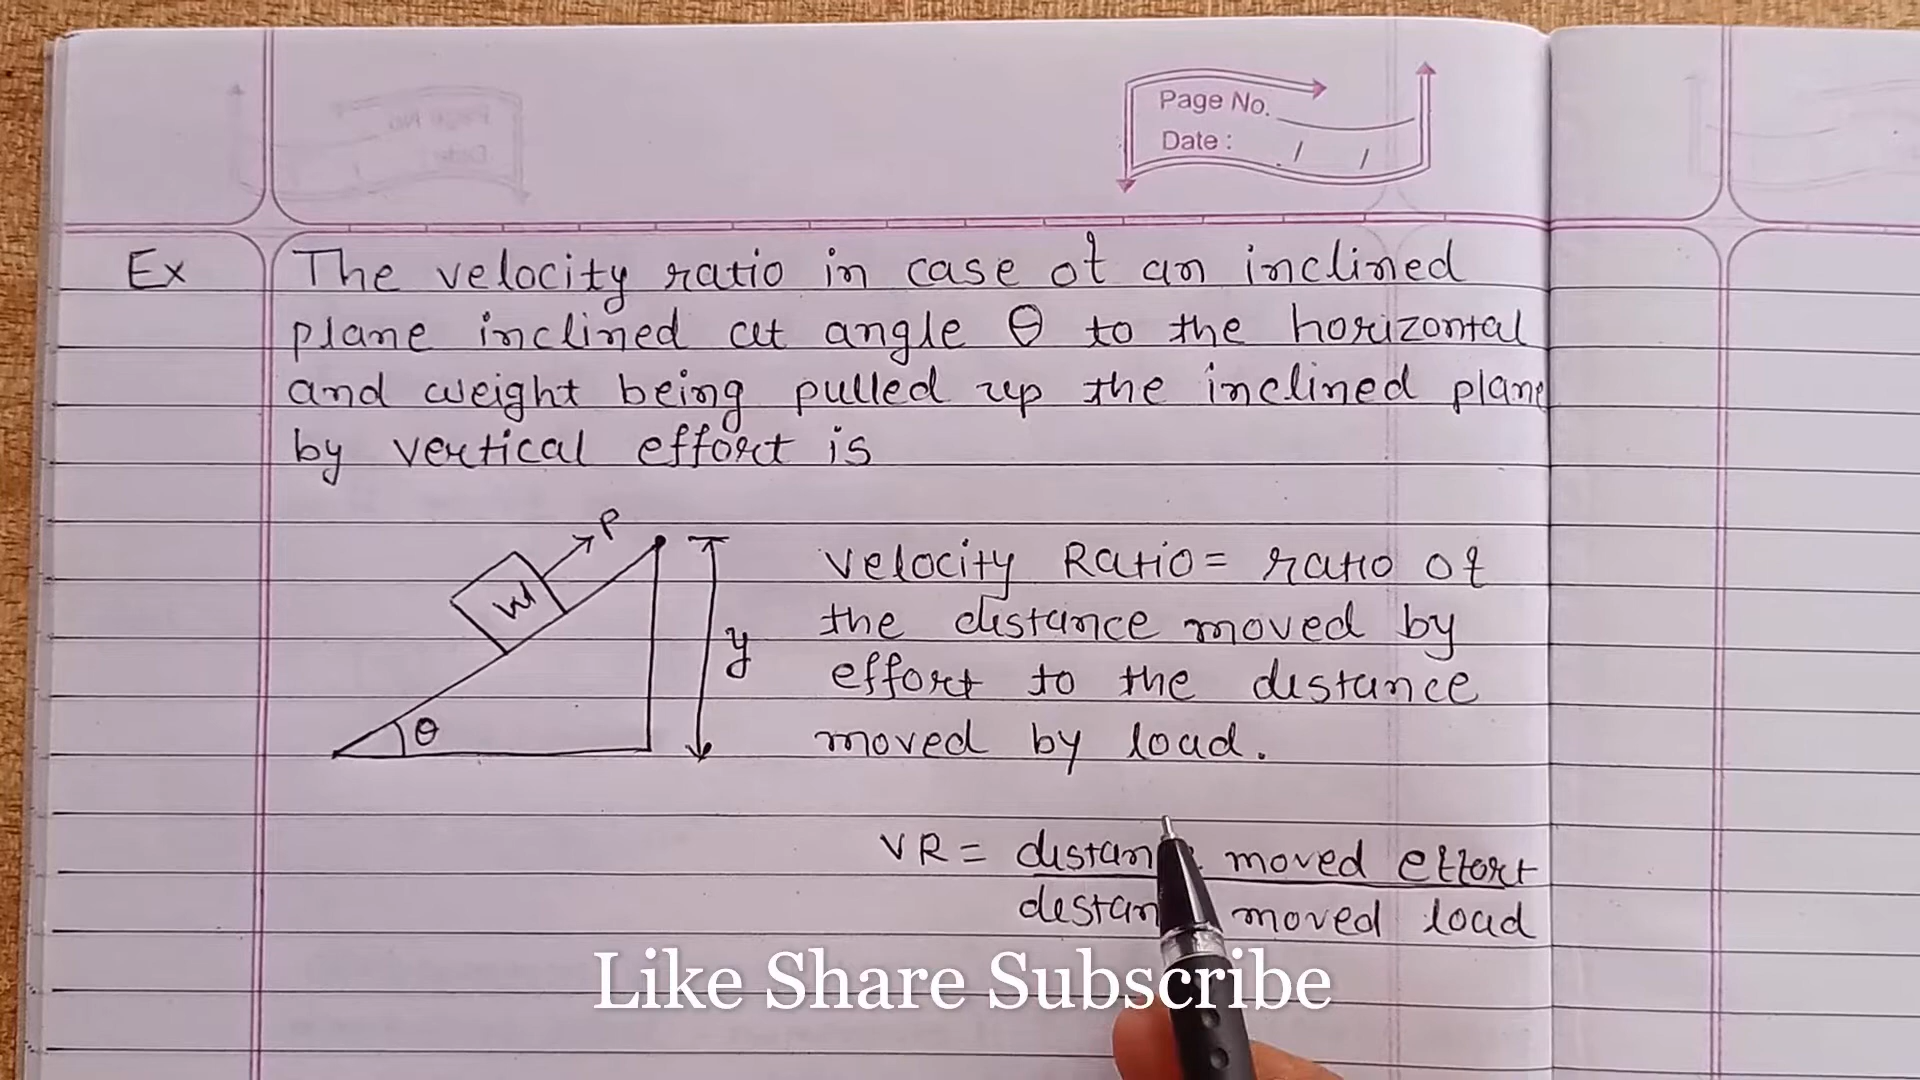 Page No.
Date : / /
Ex The velocity ratio in case of an inclined
plane inclined at angle θ to the horizontal
and weight being pulled up the inclined plane
by vertical effort is
P
W
y
θ
Velocity Ratio = ratio of
the distance moved by
effort to the distance
moved by load.
VR = distan moved effort
distan moved load
Like Share Subscribe